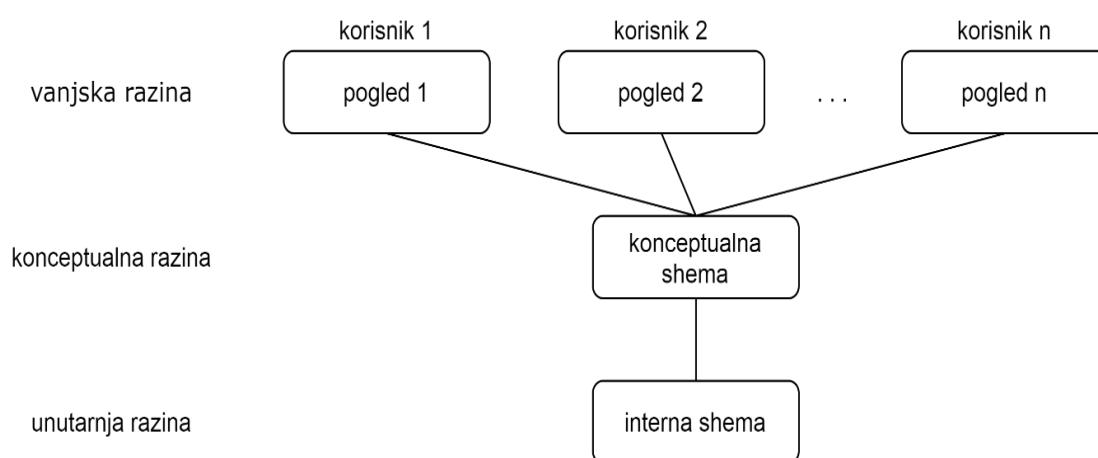 korisnik 1
korisnik 2
korisnik n
vanjska razina
pogled 1
pogled 2
. . .
pogled n
konceptualna razina
konceptualna
shema
unutarnja razina
interna shema